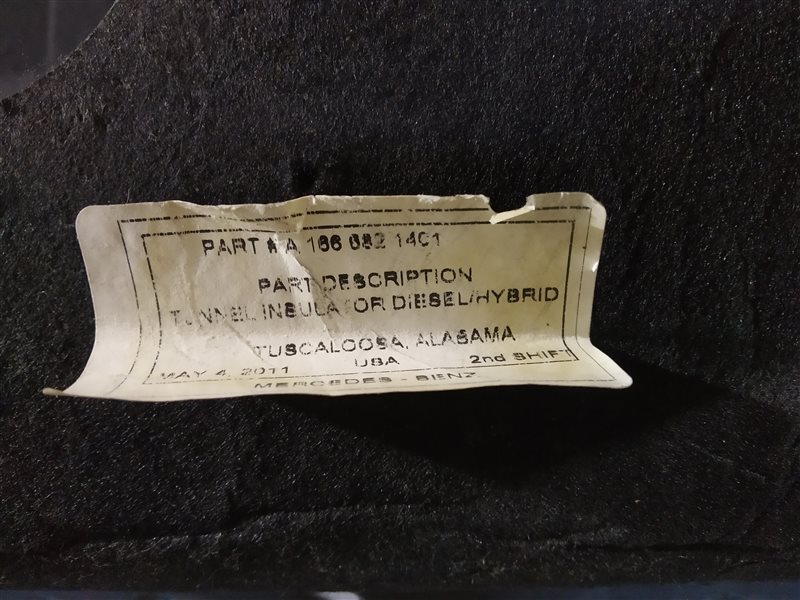 PART # A 166 682 1401
PART DESCRIPTION
TUNNEL INSULATOR DIESEL/HYBRID
TUSCALOOSA, ALABAMA
USA
MAY 4, 2011 2nd SHIFT
MERCEDES - BENZ